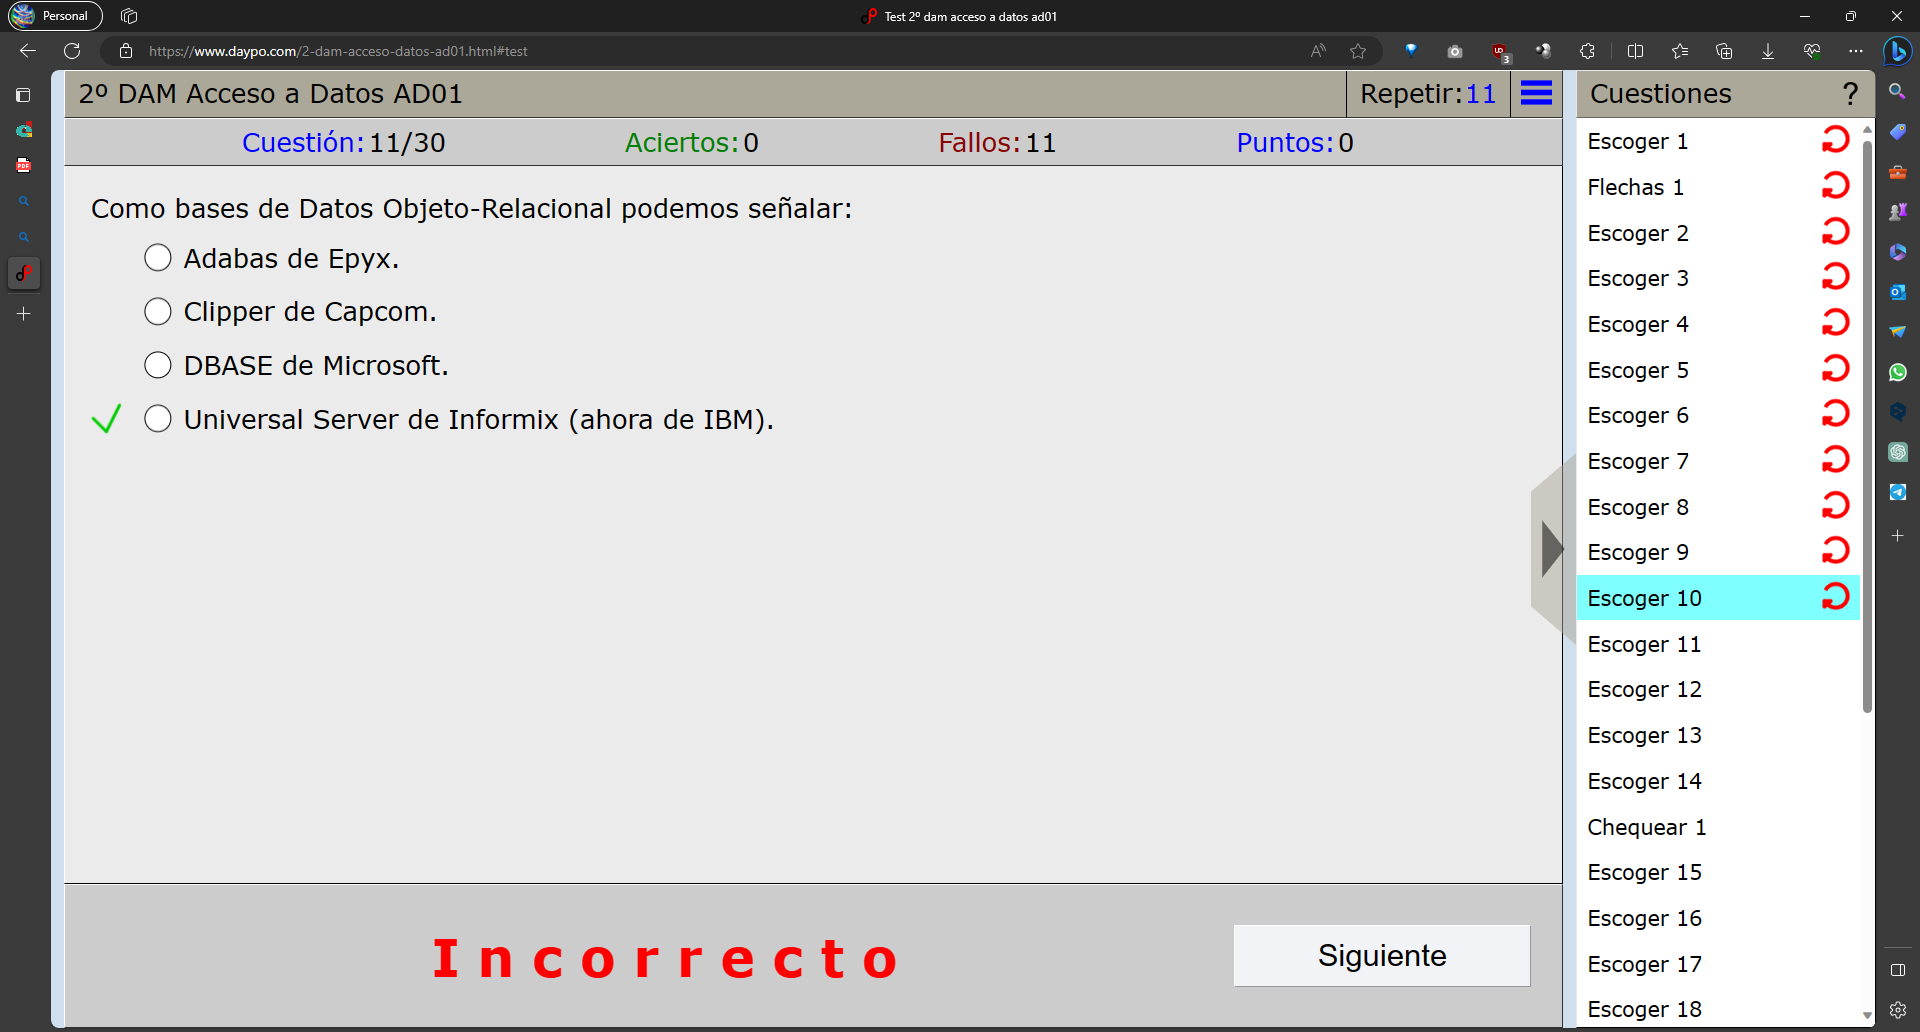 Personal
Test 2º dam acceso a datos ad01
https://www.daypo.com/2-dam-acceso-datos-ad01.html#test
2º DAM Acceso a Datos AD01
Repetir:11
Cuestiones
?
Cuestión:11/30
Aciertos:0
Fallos:11
Puntos:0
Como bases de Datos Objeto-Relacional podemos señalar:
Adabas de Epyx.
Clipper de Capcom.
DBASE de Microsoft.
Universal Server de Informix (ahora de IBM).
Incorrecto
Siguiente
Escoger 1
Flechas 1
Escoger 2
Escoger 3
Escoger 4
Escoger 5
Escoger 6
Escoger 7
Escoger 8
Escoger 9
Escoger 10
Escoger 11
Escoger 12
Escoger 13
Escoger 14
Chequear 1
Escoger 15
Escoger 16
Escoger 17
Escoger 18